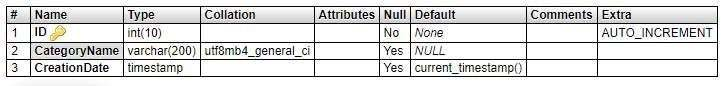 # Name Type Collation Attributes Null Default Comments Extra
1 ID int(10) No None AUTO_INCREMENT
2 CategoryName varchar(200) utf8mb4_general_ci Yes NULL
3 CreationDate timestamp Yes current_timestamp()